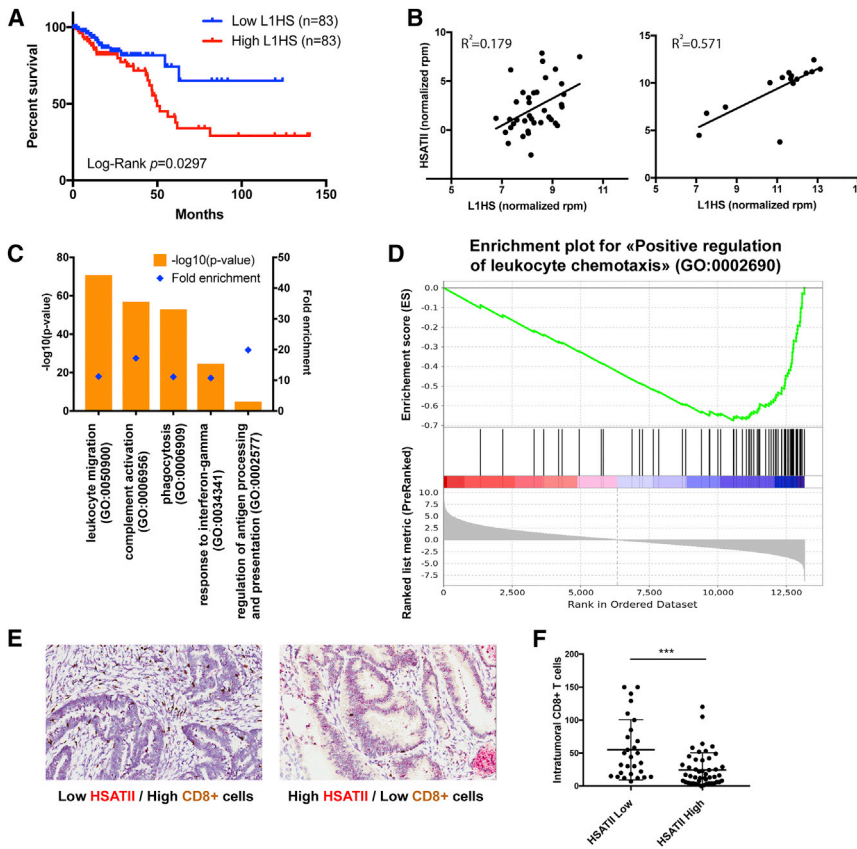 A
Low L1HS (n=83)
High L1HS (n=83)
Percent survival
100
50
0
Log-Rank p=0.0297
0 50 100 150
Months
B
R²=0.179
HSATII (normalized rpm)
10
5
0
5 7 9 11
L1HS (normalized rpm)
R²=0.571
15
10
5
0
5 7 9 11 13
L1HS (normalized rpm)
C
-log10(p-value)
Fold enrichment
-log10(p-value)
80
60
40
20
0
Fold enrichment
50
40
30
20
10
0
leukocyte migration
(GO:0050900)
complement activation
(GO:0006956)
phagocytosis
(GO:0006909)
response to interferon-gamma
(GO:0034341)
regulation of antigen processing
and presentation (GO:0002577)
D
Enrichment plot for «Positive regulation
of leukocyte chemotaxis» (GO:0002690)
Enrichement score (ES)
0.0
-0.1
-0.2
-0.3
-0.4
-0.5
-0.6
-0.7
Ranked list metric (PreRanked)
10.0
7.5
5.0
2.5
0.0
-2.5
-5.0
-7.5
0 2,500 5,000 7,500 10,000 12,500
Rank in Ordered Dataset
E
Low HSATII / High CD8+ cells
High HSATII / Low CD8+ cells
F
***
Intratumoral CD8+ T cells
200
150
100
50
0
HSATII Low
HSATII High